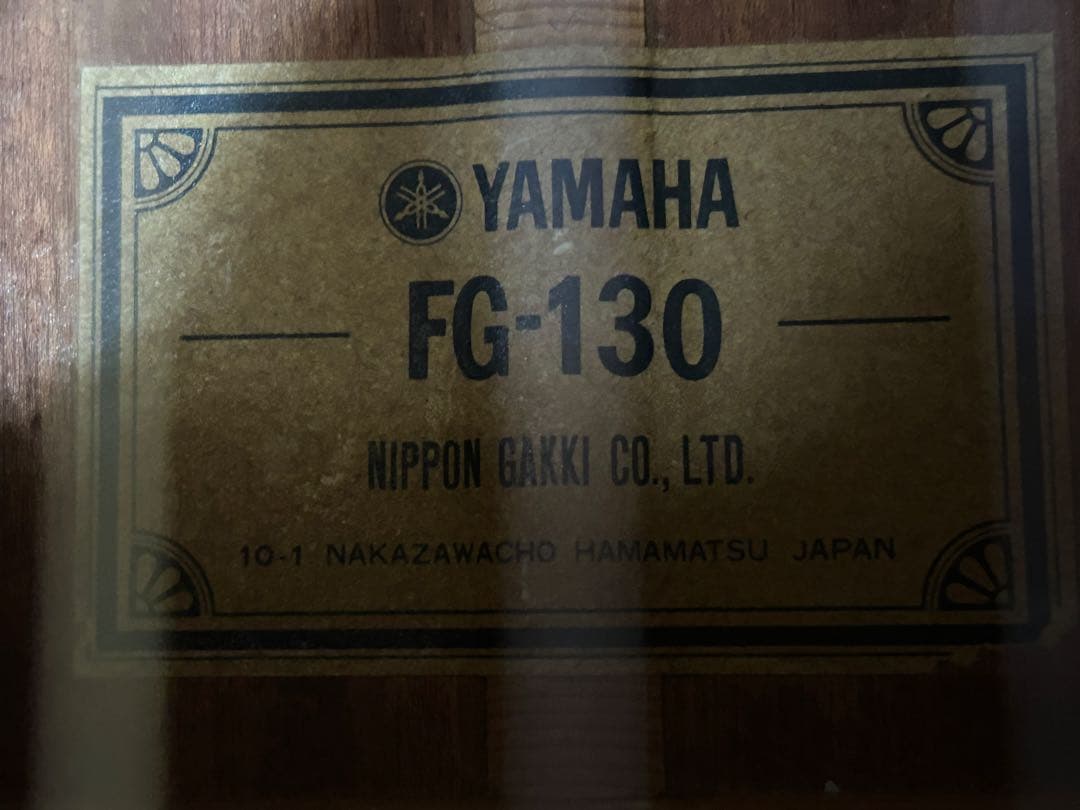 YAMAHA
FG-130
NIPPON GAKKI CO., LTD.
10-1 NAKAZAWACHO HAMAMATSU JAPAN